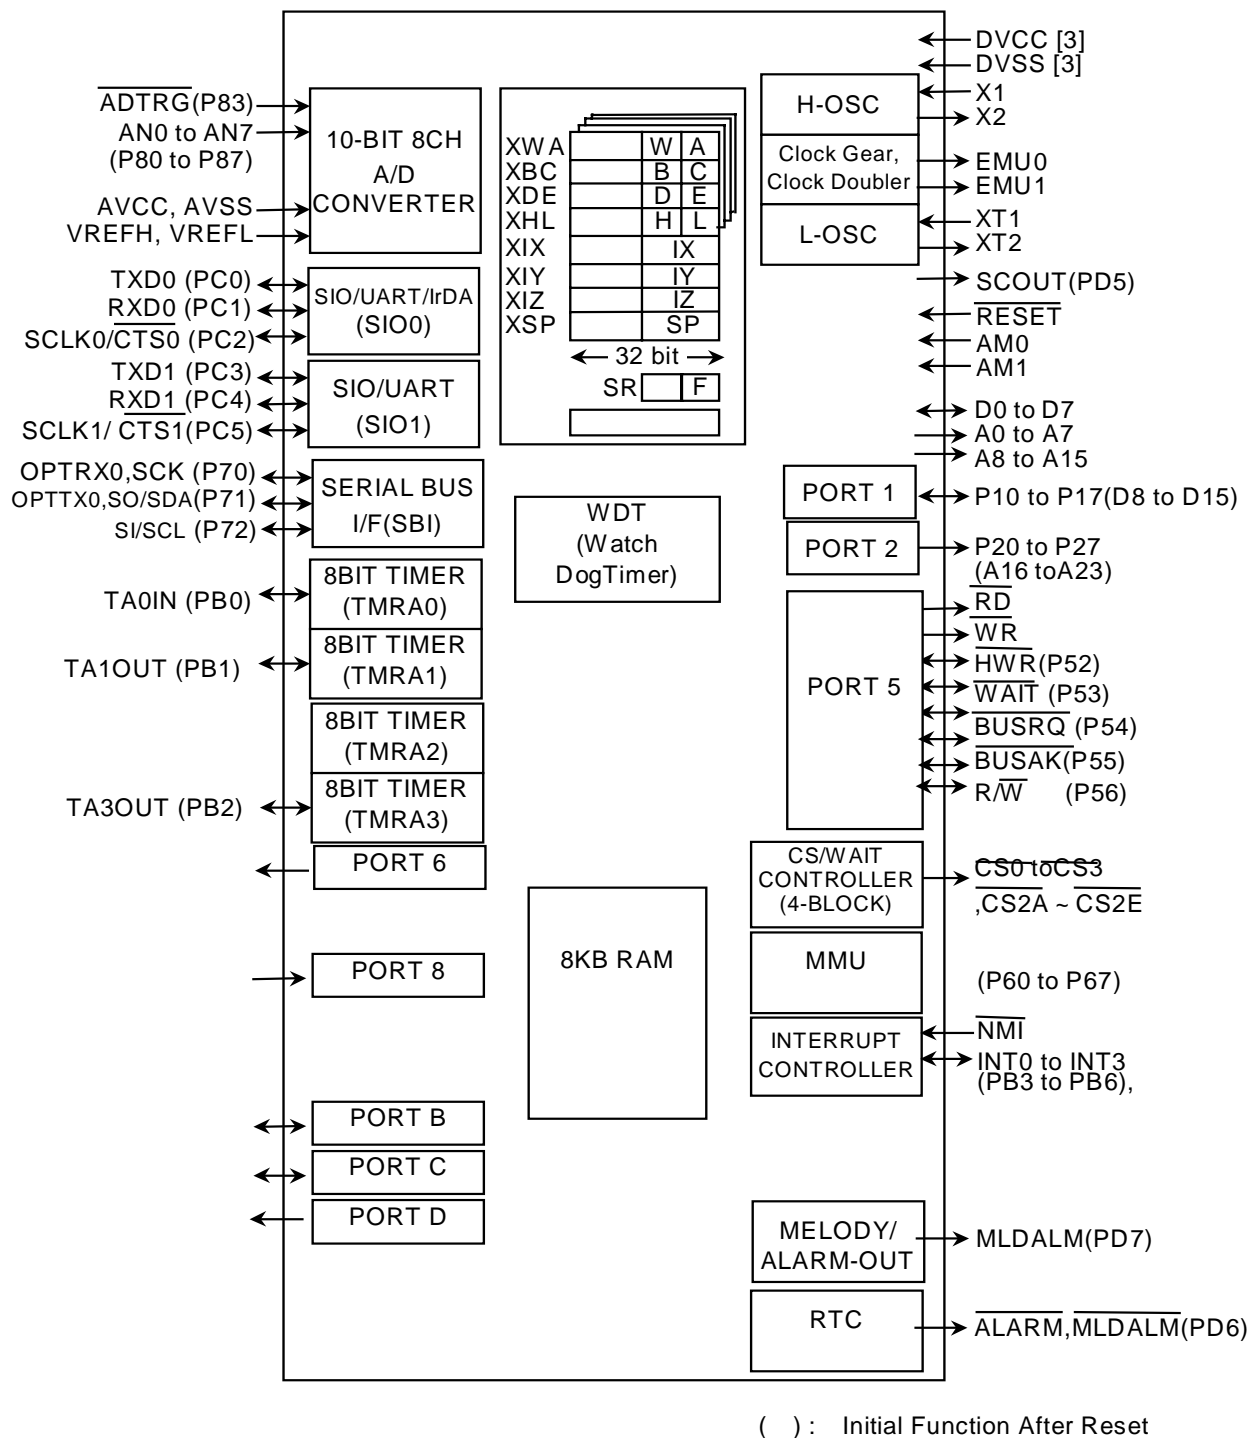 ADTRG(P83)
AN0 to AN7
(P80 to P87)
AVCC, AVSS
VREFH, VREFL
10-BIT 8CH
A/D
CONVERTER
TXD0 (PC0)
RXD0 (PC1)
SCLK0/CTS0 (PC2)
SIO/UART/IrDA
(SIO0)
TXD1 (PC3)
RXD1 (PC4)
SCLK1/ CTS1(PC5)
SIO/UART
(SIO1)
OPTRX0,SCK (P70)
OPTTX0,SO/SDA(P71)
SI/SCL (P72)
SERIAL BUS
I/F(SBI)
TA0IN (PB0)
8BIT TIMER
(TMRA0)
TA1OUT (PB1)
8BIT TIMER
(TMRA1)
8BIT TIMER
(TMRA2)
TA3OUT (PB2)
8BIT TIMER
(TMRA3)
PORT 6
PORT 8
PORT B
PORT C
PORT D
XWA W A
XBC B C
XDE D E
XHL H L
XIX IX
XIY IY
XIZ IZ
XSP SP
32 bit
SR F
WDT
(Watch
DogTimer)
8KB RAM
DVCC [3]
DVSS [3]
H-OSC
X1
X2
Clock Gear,
Clock Doubler
EMU0
EMU1
L-OSC
XT1
XT2
SCOUT(PD5)
RESET
AM0
AM1
D0 to D7
A0 to A7
A8 to A15
PORT 1
P10 to P17(D8 to D15)
PORT 2
P20 to P27
(A16 toA23)
PORT 5
RD
WR
HWR(P52)
WAIT (P53)
BUSRQ (P54)
BUSAK(P55)
R/W (P56)
CS/WAIT
CONTROLLER
(4-BLOCK)
CS0 toCS3
,CS2A ~ CS2E
MMU
(P60 to P67)
INTERRUPT
CONTROLLER
NMI
INT0 to INT3
(PB3 to PB6),
MELODY/
ALARM-OUT
MLDALM(PD7)
RTC
ALARM,MLDALM(PD6)
( ) : Initial Function After Reset